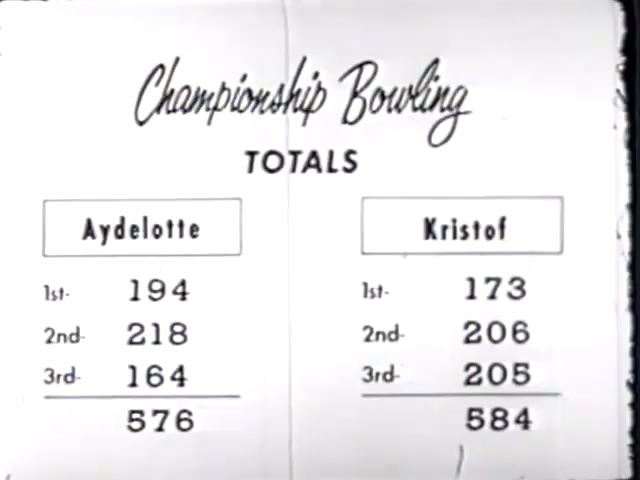 Championship Bowling
TOTALS
Aydelotte
1st- 194
2nd- 218
3rd- 164
576
Kristof
1st- 173
2nd- 206
3rd- 205
584